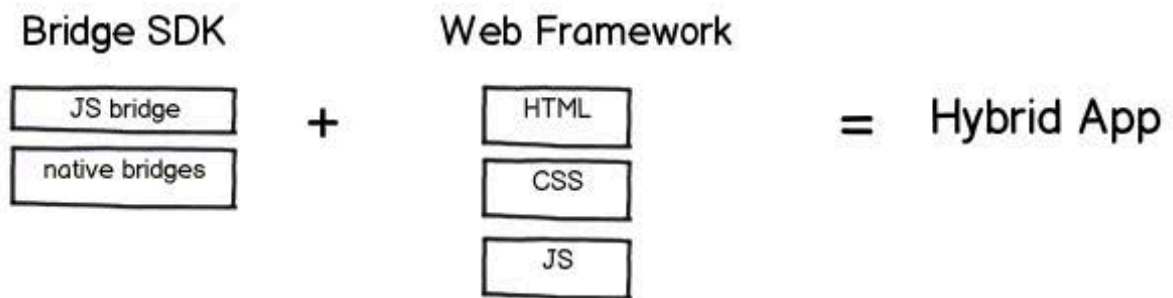 Bridge SDK
JS bridge
native bridges
+
Web Framework
HTML
CSS
JS
= Hybrid App